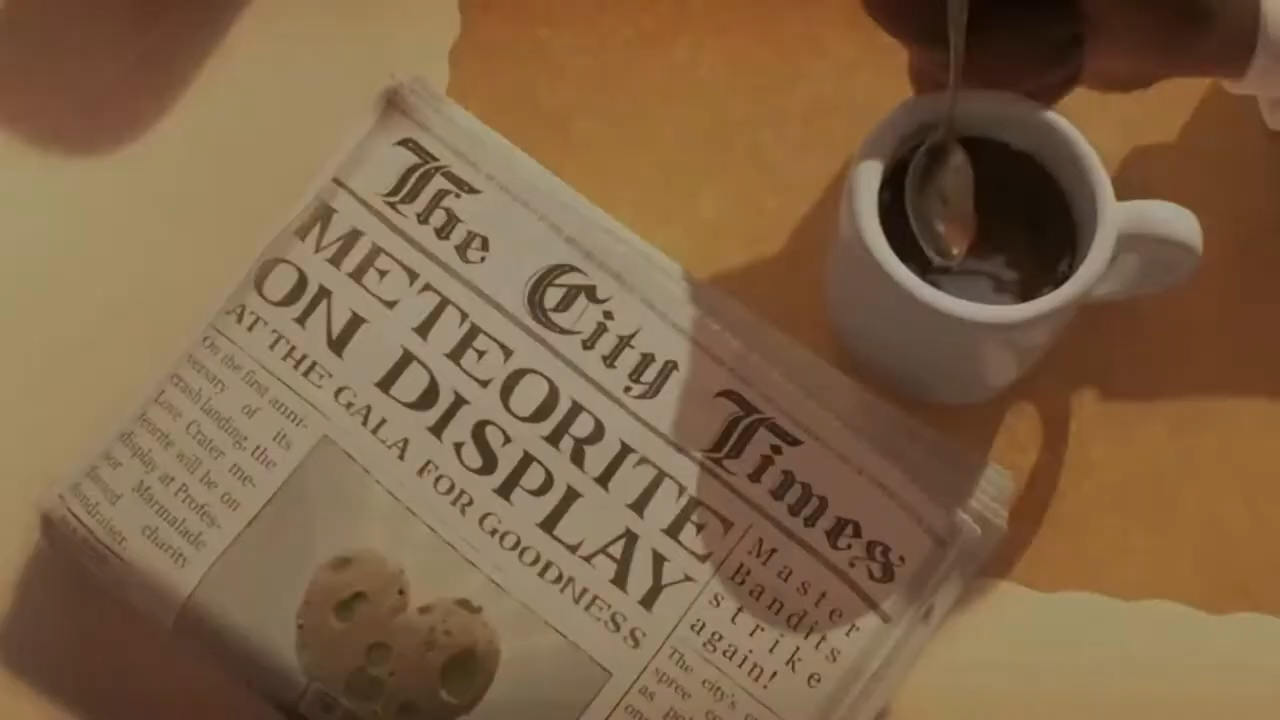 The City Times
METEORITE
ON DISPLAY
AT THE GALA FOR GOODNESS
On the first anni-
versary of its
crash landing, the
Love Crater me-
teorite will be on
display at Profes-
sor Marmalade
charity
Master
Bandits
strike
again!
The city's
spree
as